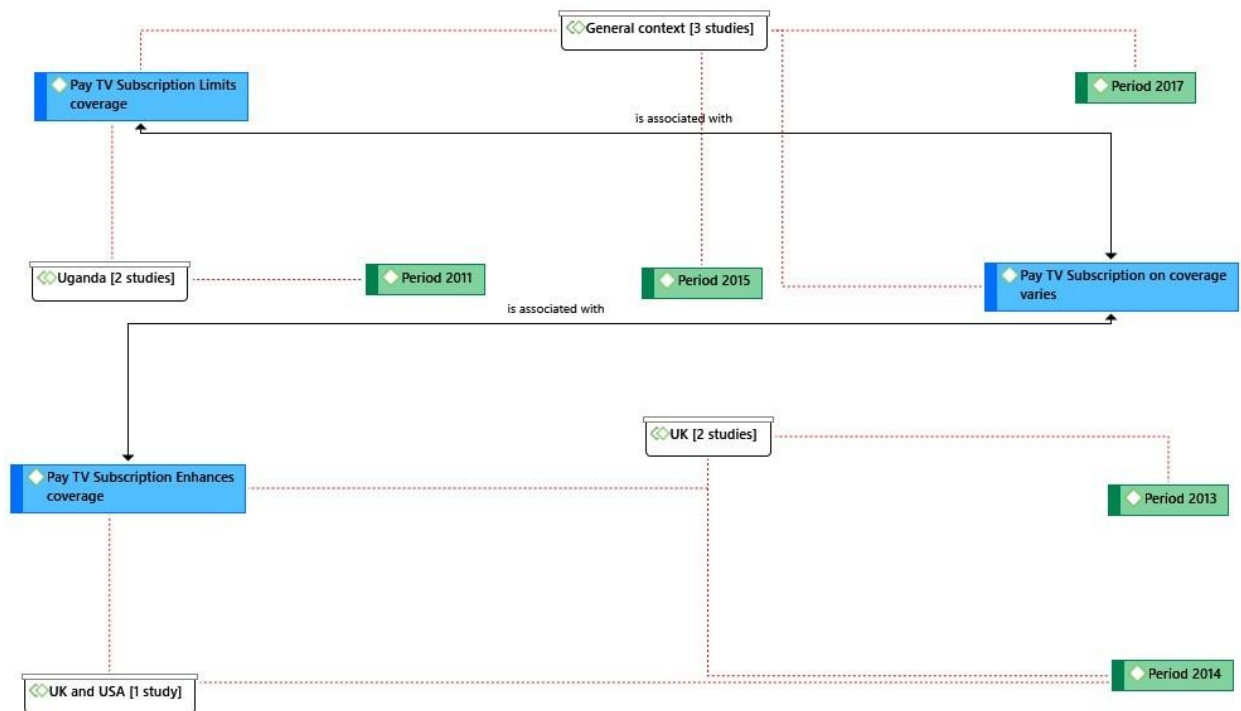 General context [3 studies]
Pay TV Subscription Limits
coverage
Period 2017
is associated with
Uganda [2 studies]
Period 2011
Period 2015
Pay TV Subscription on coverage
varies
is associated with
UK [2 studies]
Pay TV Subscription Enhances
coverage
Period 2013
UK and USA [1 study]
Period 2014